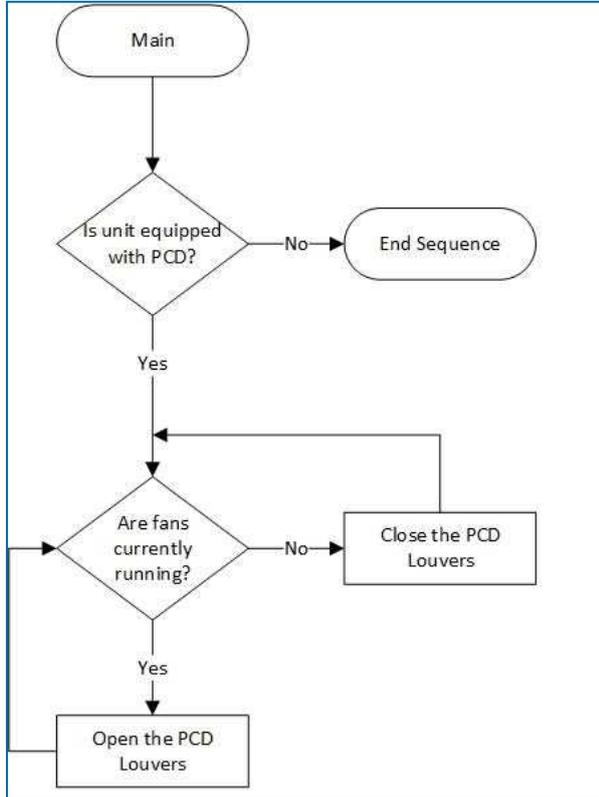 Main
Is unit equipped
with PCD?
No
End Sequence
Yes
Are fans
currently
running?
No
Close the PCD
Louvers
Yes
Open the PCD
Louvers